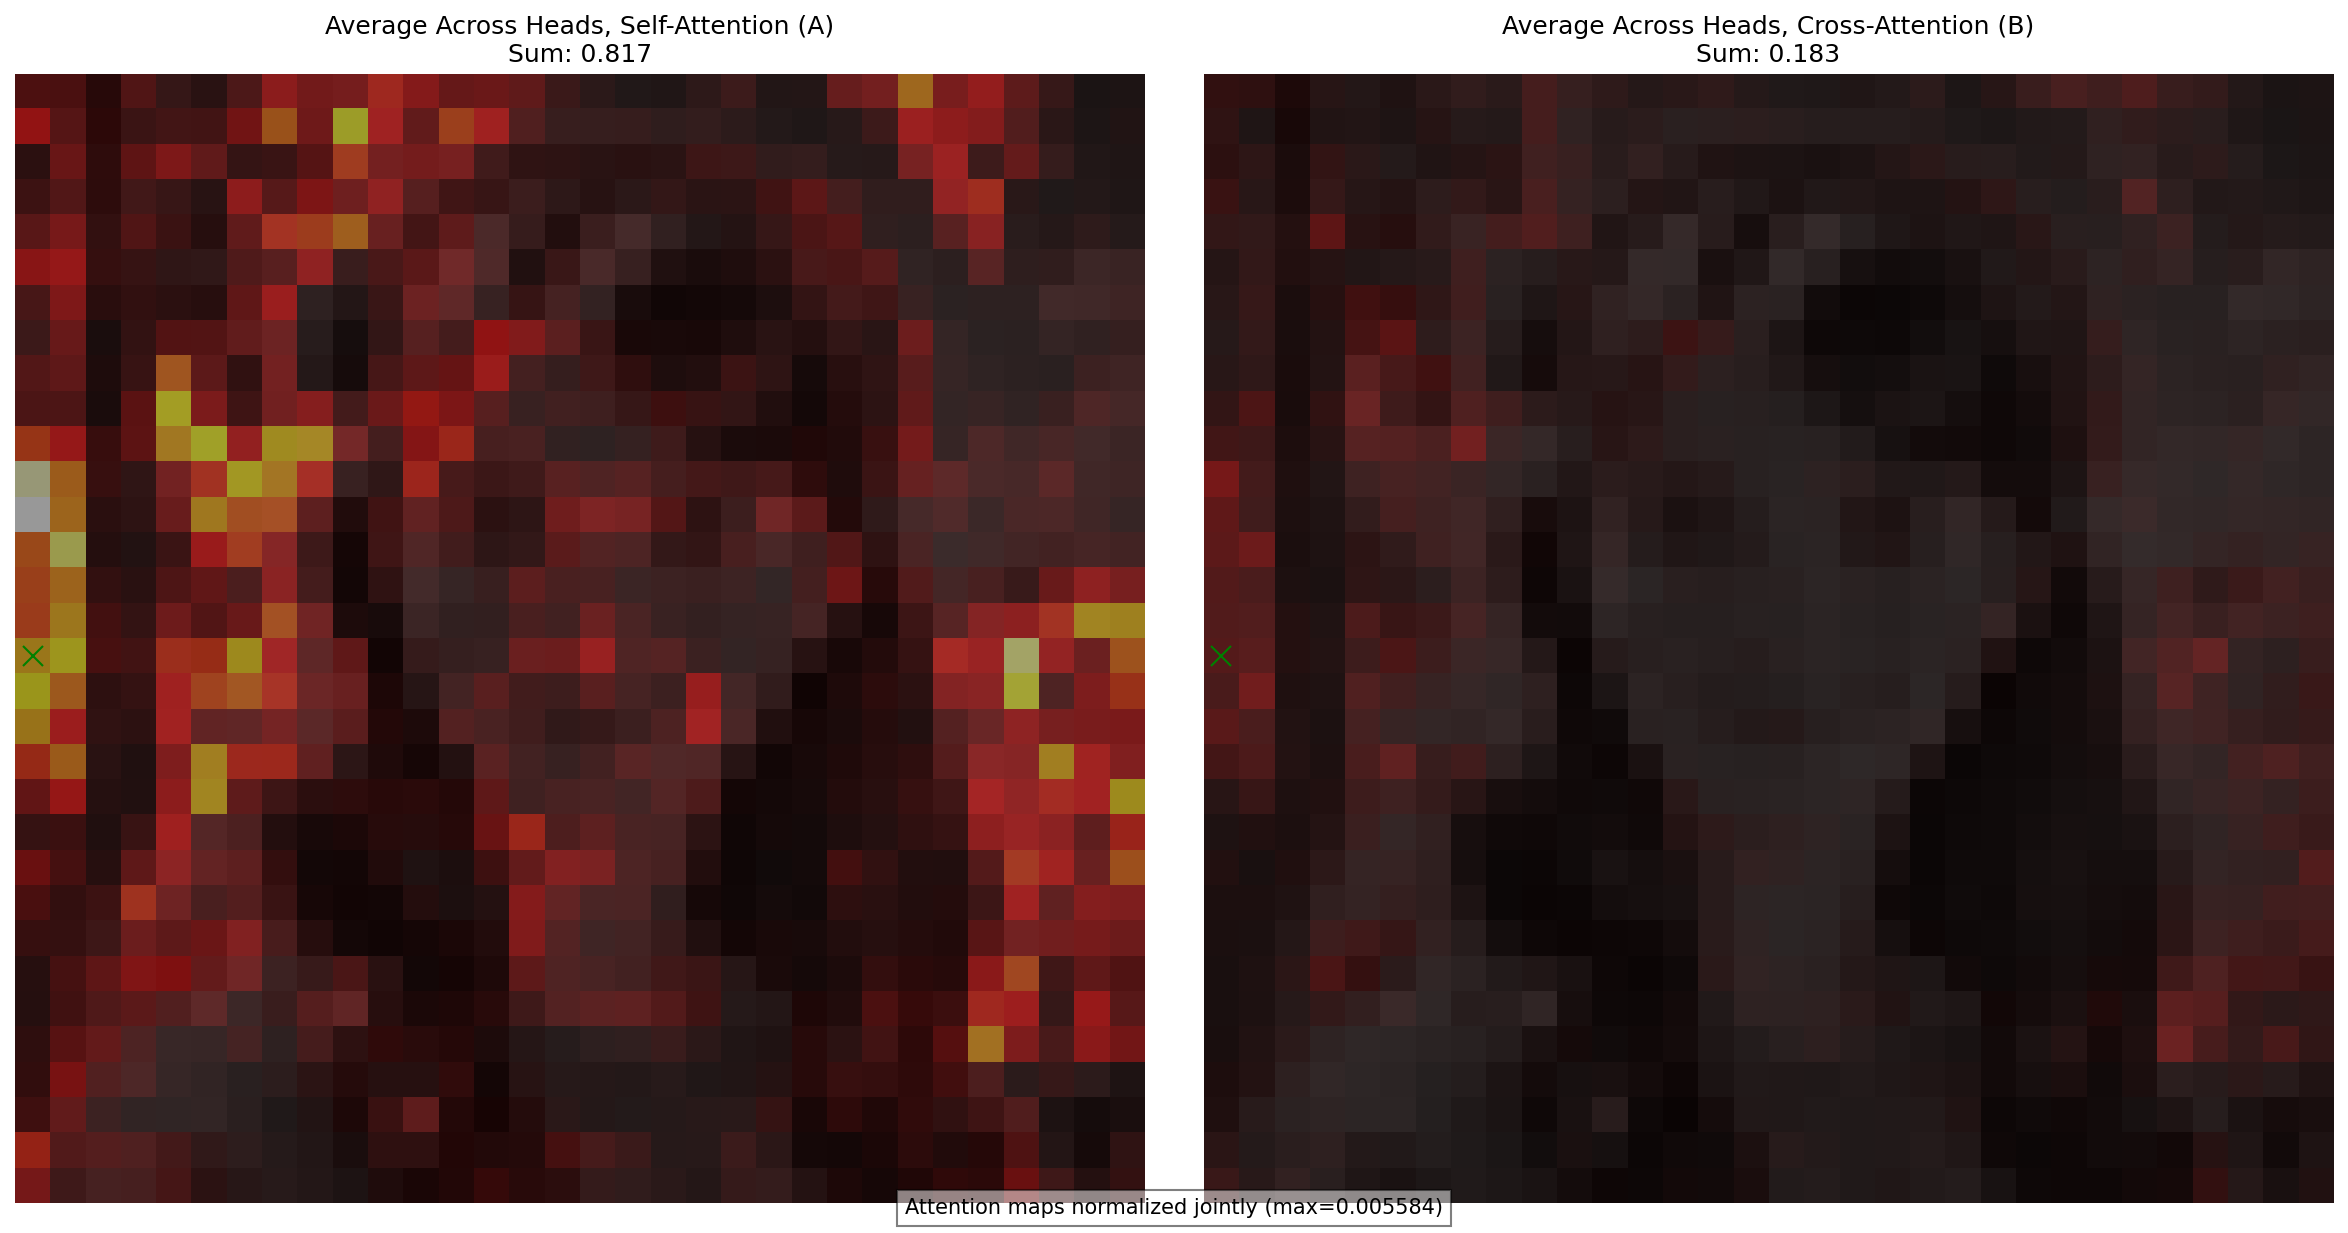 Average Across Heads, Self-Attention (A)
Sum: 0.817
Average Across Heads, Cross-Attention (B)
Sum: 0.183
Attention maps normalized jointly (max=0.005584)